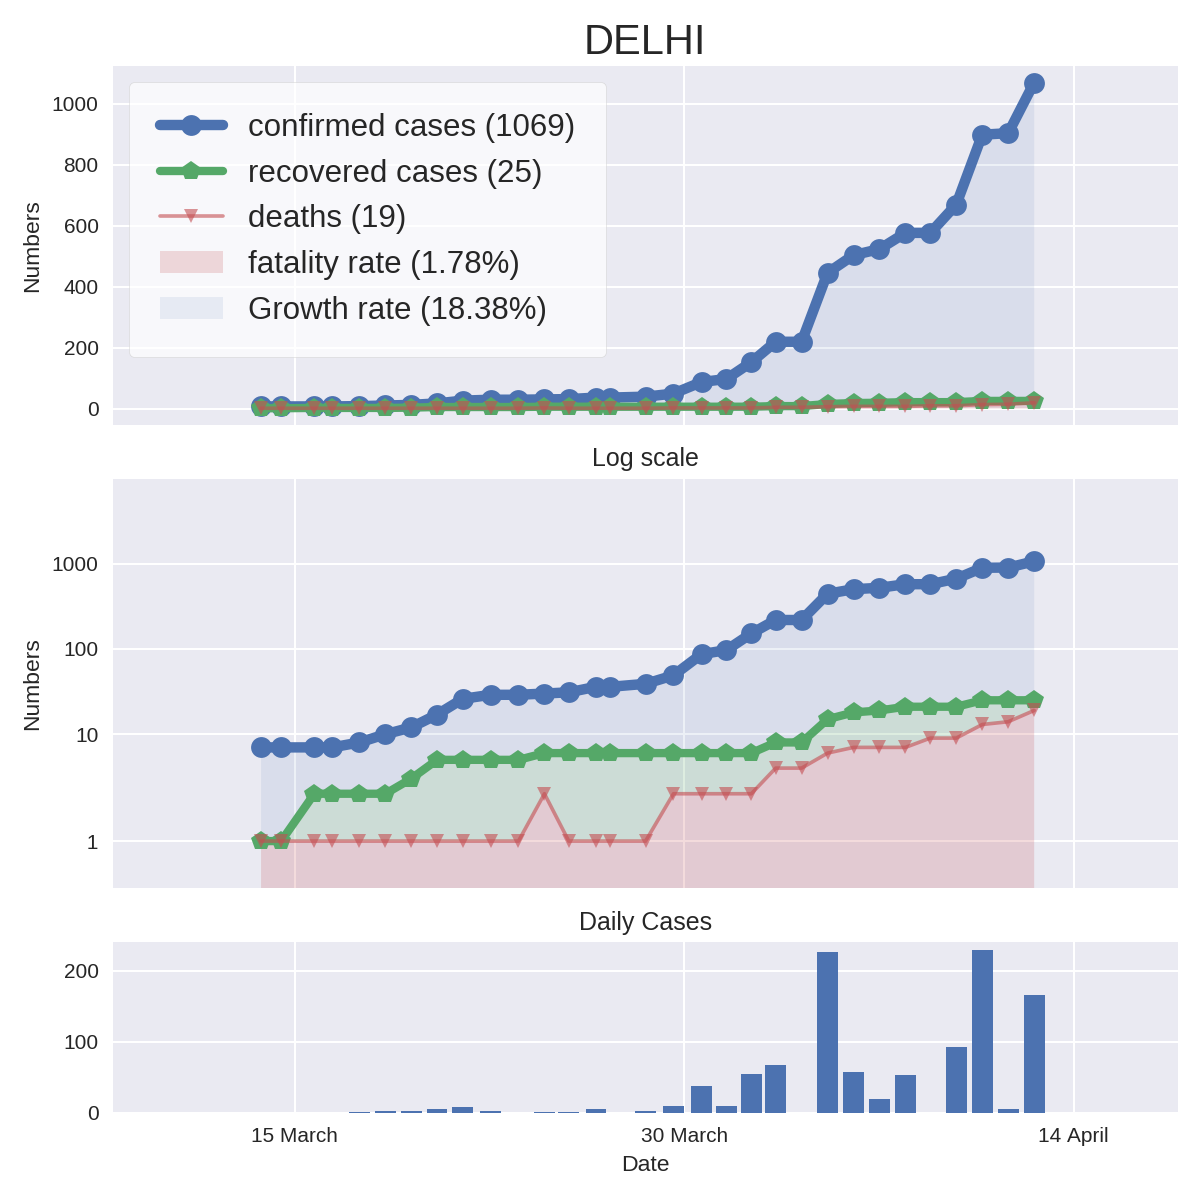 DELHI
1000
800
600
400
200
0
Numbers
confirmed cases (1069)
recovered cases (25)
deaths (19)
fatality rate (1.78%)
Growth rate (18.38%)
Log scale
1000
100
10
1
Numbers
Daily Cases
200
100
0
15 March 30 March 14 April
Date